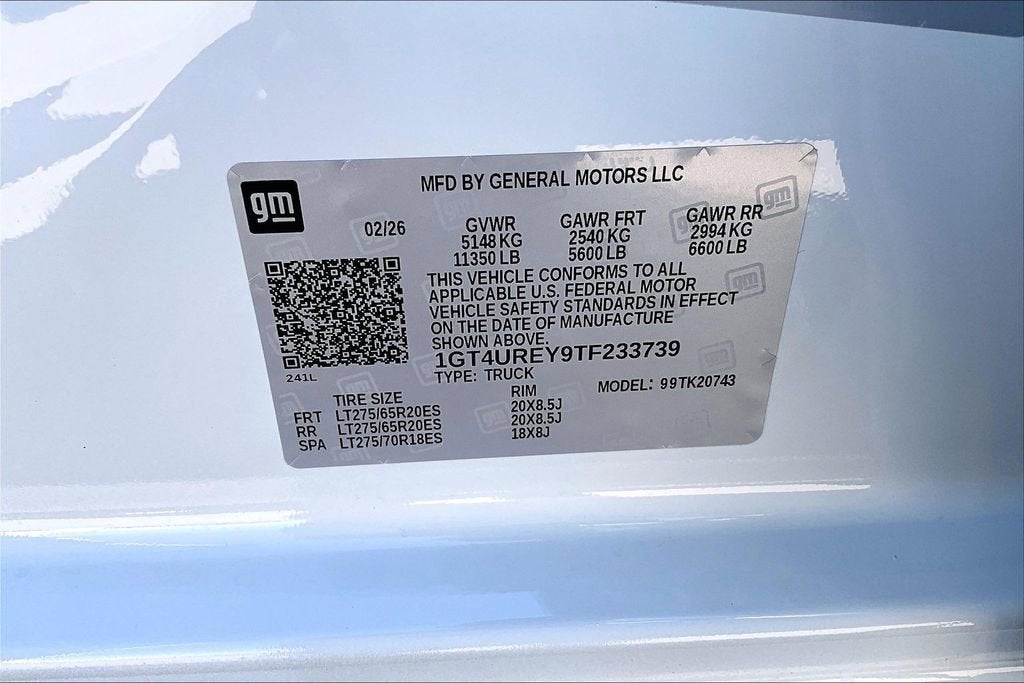 MFD BY GENERAL MOTORS LLC
gm
02/26
GVWR GAWR FRT GAWR RR
5148 KG 2540 KG 2994 KG
11350 LB 5600 LB 6600 LB
THIS VEHICLE CONFORMS TO ALL
APPLICABLE U.S. FEDERAL MOTOR
VEHICLE SAFETY STANDARDS IN EFFECT
ON THE DATE OF MANUFACTURE
SHOWN ABOVE.
1GT4UREY9TF233739
241L
TYPE: TRUCK MODEL: 99TK20743
TIRE SIZE RIM
FRT LT275/65R20ES 20X8.5J
RR LT275/65R20ES 20X8.5J
SPA LT275/70R18ES 18X8J